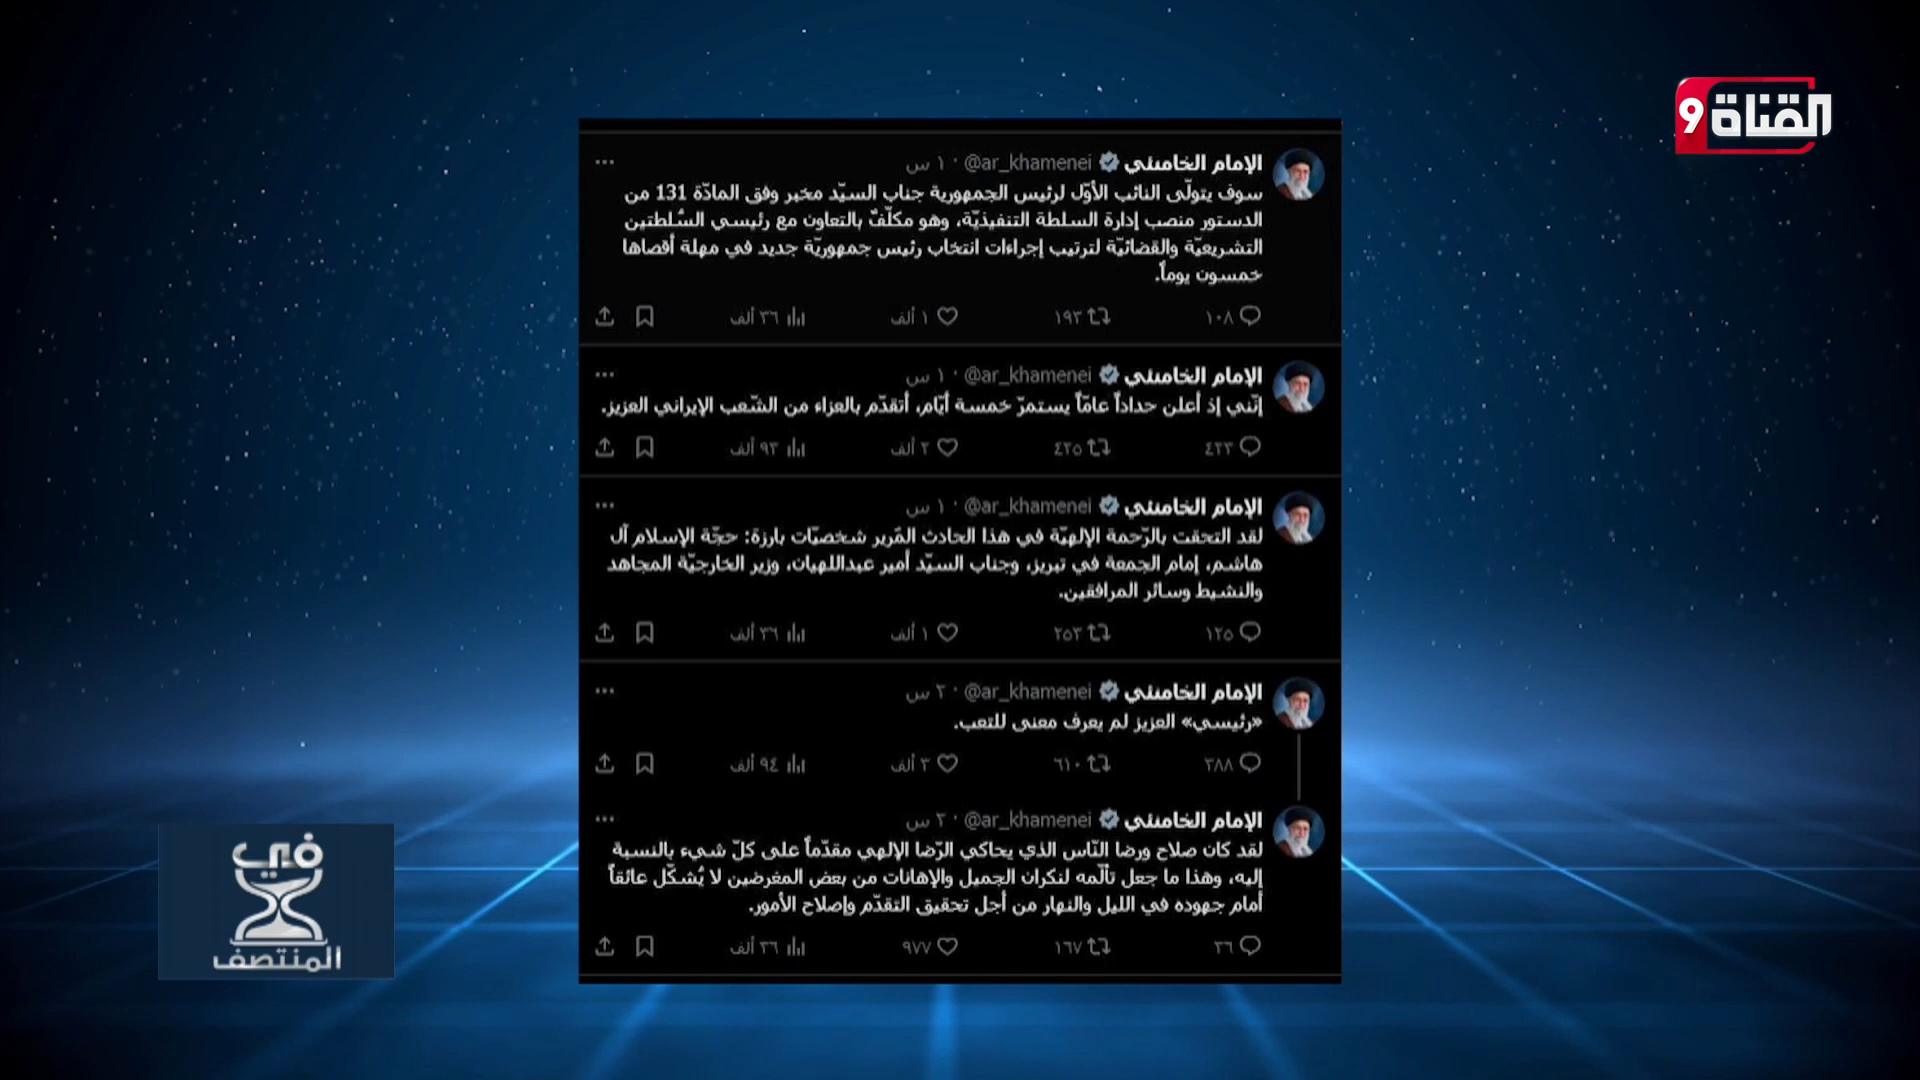 القناة 9
الإمام الخامنئي @ar_khamenei · ١ س
سوف يتولّى النائب الأوّل لرئيس الجمهورية جناب السيّد مخبر وفق المادّة 131 من
الدستور منصب إدارة السلطة التنفيذيّة، وهو مكلّفٌ بالتعاون مع رئيسي السُّلطتين
التشريعيّة والقضائيّة لترتيب إجراءات انتخاب رئيس جمهوريّة جديد في مهلة أقصاها
خمسون يوماً.
١٠٨ ١٩٣ ١ ألف ٣٦ ألف
الإمام الخامنئي @ar_khamenei · ١ س
إنّني إذ أعلن حداداً عامّاً يستمرّ خمسة أيّام، أتقدّم بالعزاء من الشّعب الإيراني العزيز.
٤٢٥ ٢ ألف ٩٣ ألف
الإمام الخامنئي @ar_khamenei · ١ س
لقد التحقت بالرّحمة الإلهيّة في هذا الحادث المَرير شخصيّات بارزة: حجّة الإسلام آل
هاشم، إمام الجمعة في تبريز، وجناب السيّد أمير عبداللهيان، وزير الخارجيّة المجاهد
والنشيط وسائر المرافقين.
١٢٥ ٢٥٣ ١ ألف ٣٦ ألف
الإمام الخامنئي @ar_khamenei · ٢ س
«رئيسي» العزيز لم يعرف معنى للتعب.
٣٨٨ ٦١٠ ٣ ألف ٩٤ ألف
الإمام الخامنئي @ar_khamenei · ٢ س
لقد كان صلاح ورضا النّاس الذي يحاكي الرّضا الإلهي مقدّماً على كلّ شيء بالنسبة
إليه، وهذا ما جعل تألّمه لنكران الجميل والإهانات من بعض المغرضين لا يُشكّل عائقاً
أمام جهوده في الليل والنهار من أجل تحقيق التقدّم وإصلاح الأمور.
٣٦ ١٦٧ ٩٧٧ ٣٦ ألف
في
المنتصف